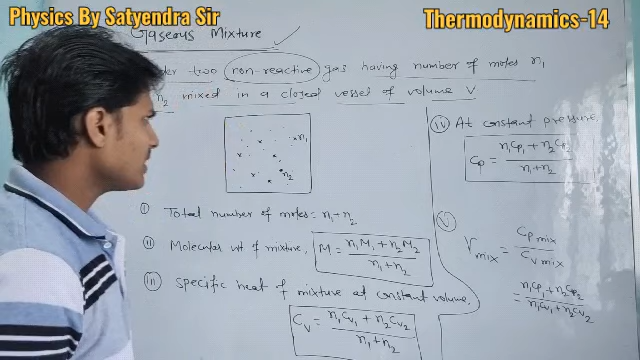 Physics By Satyendra Sir
Thermodynamics-14
Gaseous Mixture
two non-reactive gas having number of moles n1
n2 mixed in a closed vessel of volume V
n1
n2
(i) Total number of moles = n1 + n2
(ii) Molecular wt of mixture, M = (n1M1 + n2M2) / (n1 + n2)
(iii) specific heat of mixture at constant volume,
Cv = (n1Cv1 + n2Cv2) / (n1 + n2)
(iv) At constant pressure,
Cp = (n1Cp1 + n2Cp2) / (n1 + n2)
(v)
γmix = Cp mix / Cv mix
= (n1Cp1 + n2Cp2) / (n1Cv1 + n2Cv2)